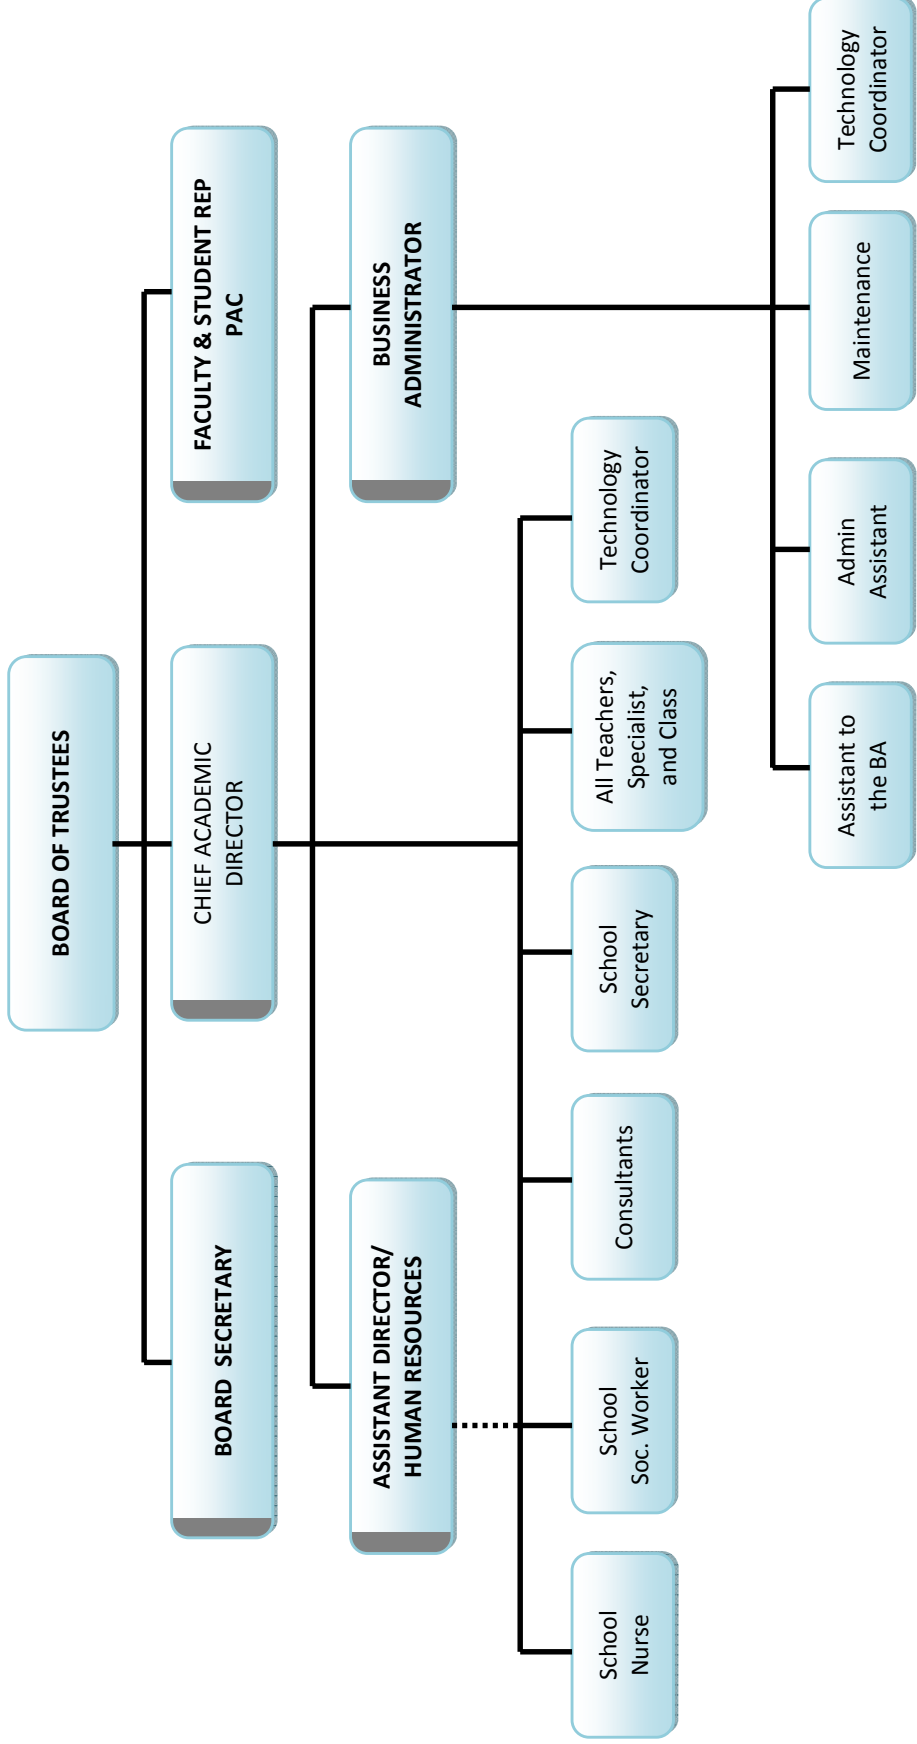 BOARD OF TRUSTEES
BOARD  SECRETARY
CHIEF ACADEMIC
DIRECTOR
FACULTY & STUDENT REP
PAC
ASSISTANT DIRECTOR/
HUMAN RESOURCES
BUSINESS
ADMINISTRATOR
School
Nurse
School
Soc. Worker
Consultants
School
Secretary
All Teachers,
Specialist,
and Class
Technology
Coordinator
Assistant to
the BA
Admin
Assistant
Maintenance
Technology
Coordinator